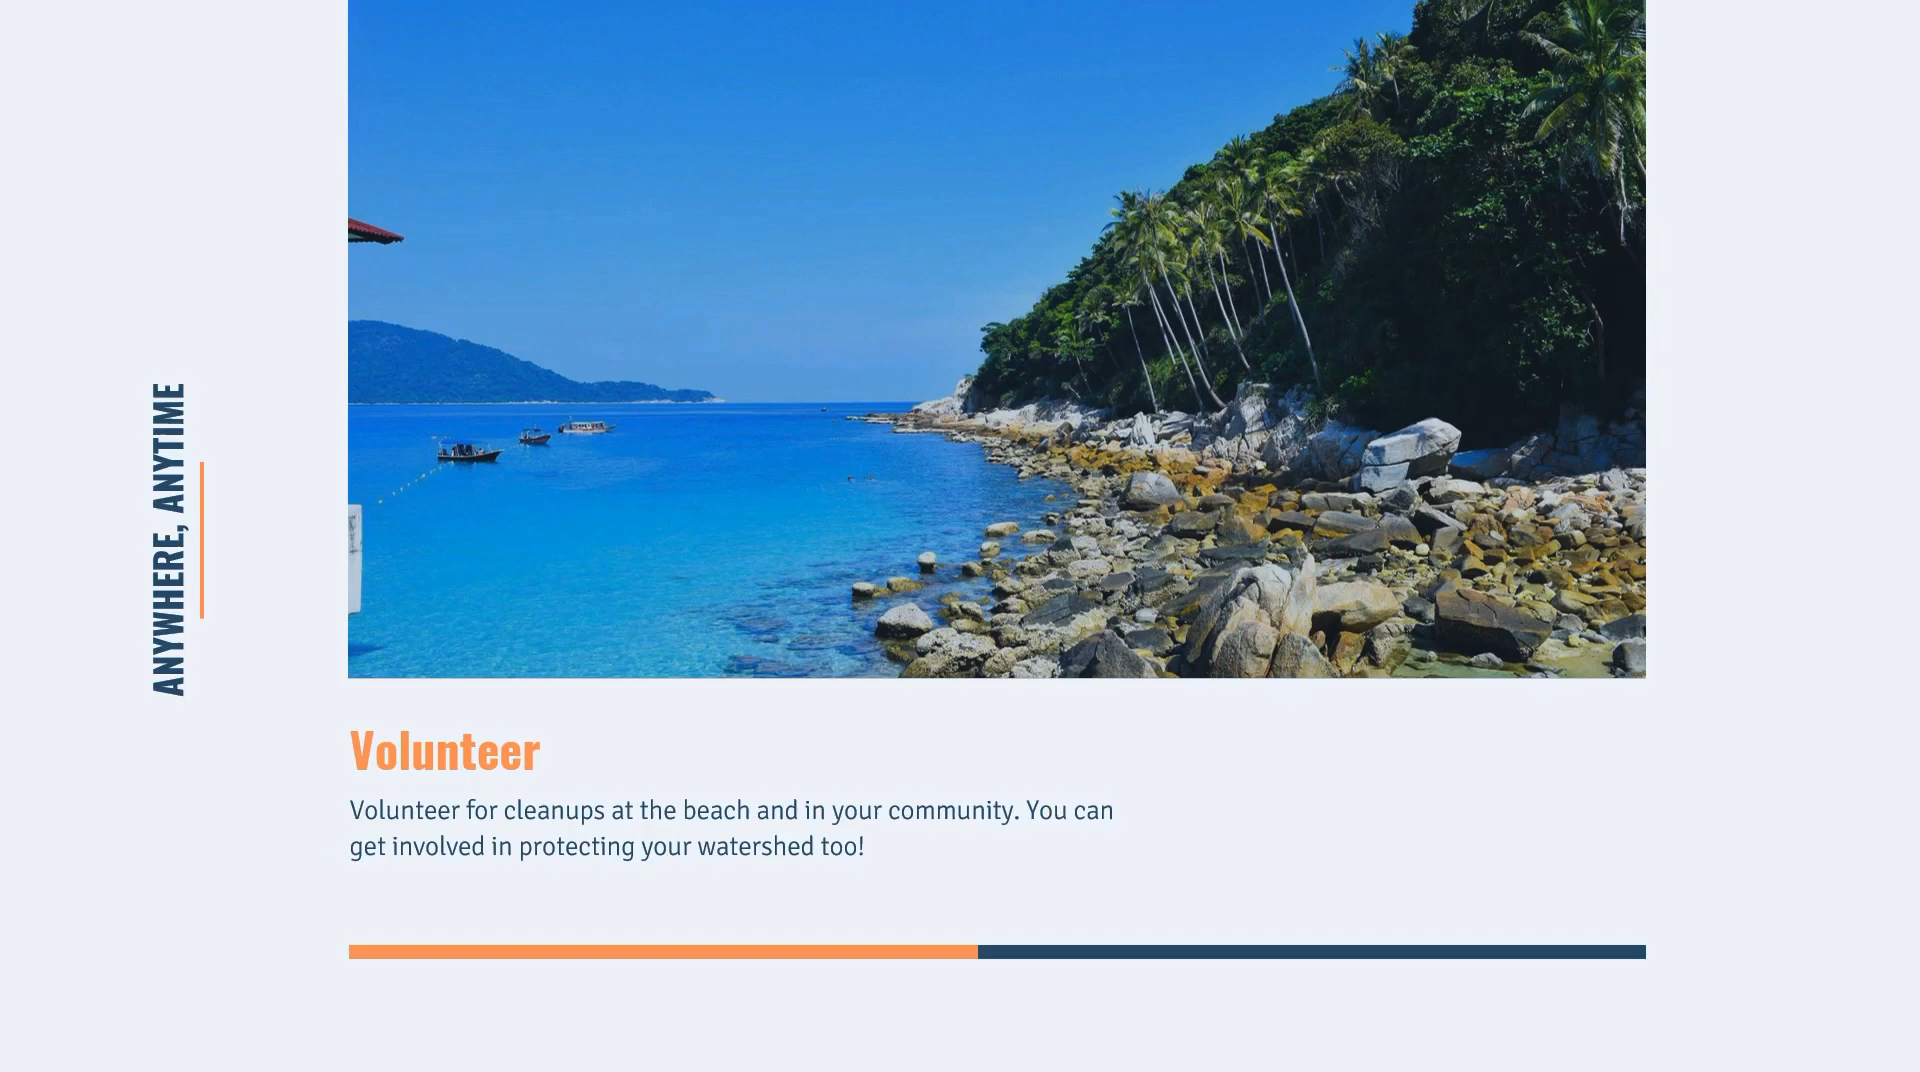 ANYWHERE, ANYTIME
Volunteer
Volunteer for cleanups at the beach and in your community. You can
get involved in protecting your watershed too!